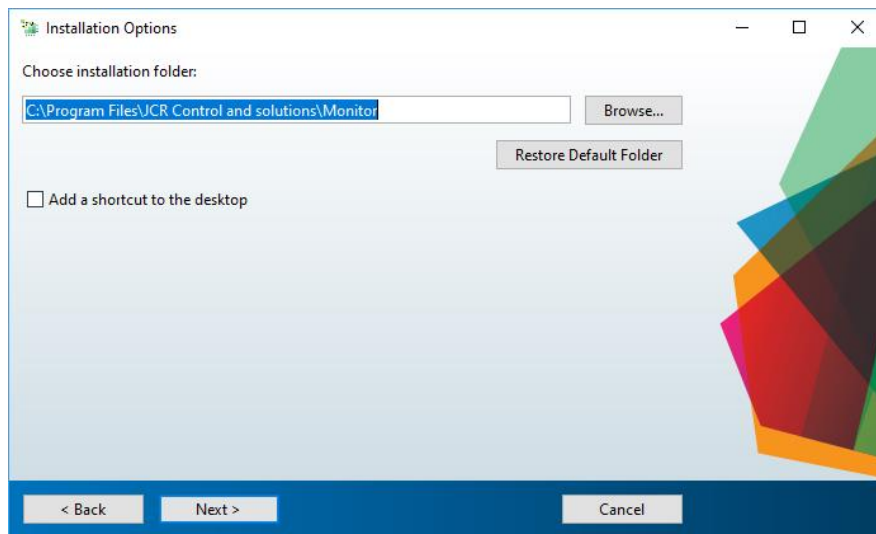 Installation Options
Choose installation folder:
C:\Program Files\JCR Control and solutions\Monitor
Browse...
Restore Default Folder
Add a shortcut to the desktop
< Back
Next >
Cancel